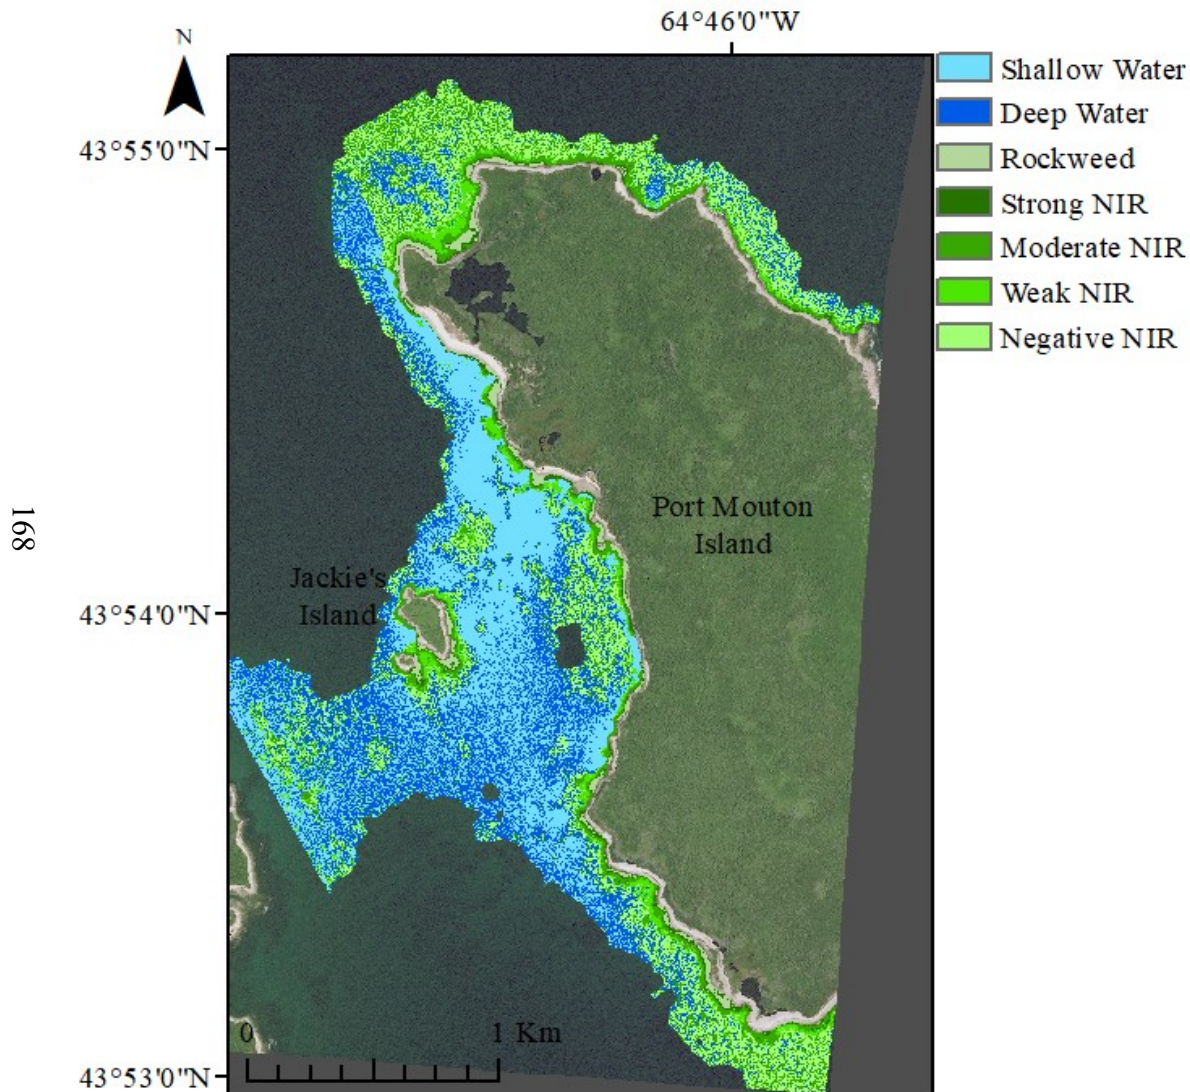 64°46'0"W
N
43°55'0"N
43°54'0"N
43°53'0"N
Shallow Water
Deep Water
Rockweed
Strong NIR
Moderate NIR
Weak NIR
Negative NIR
Port Mouton
Island
Jackie's
Island
0 1 Km
168